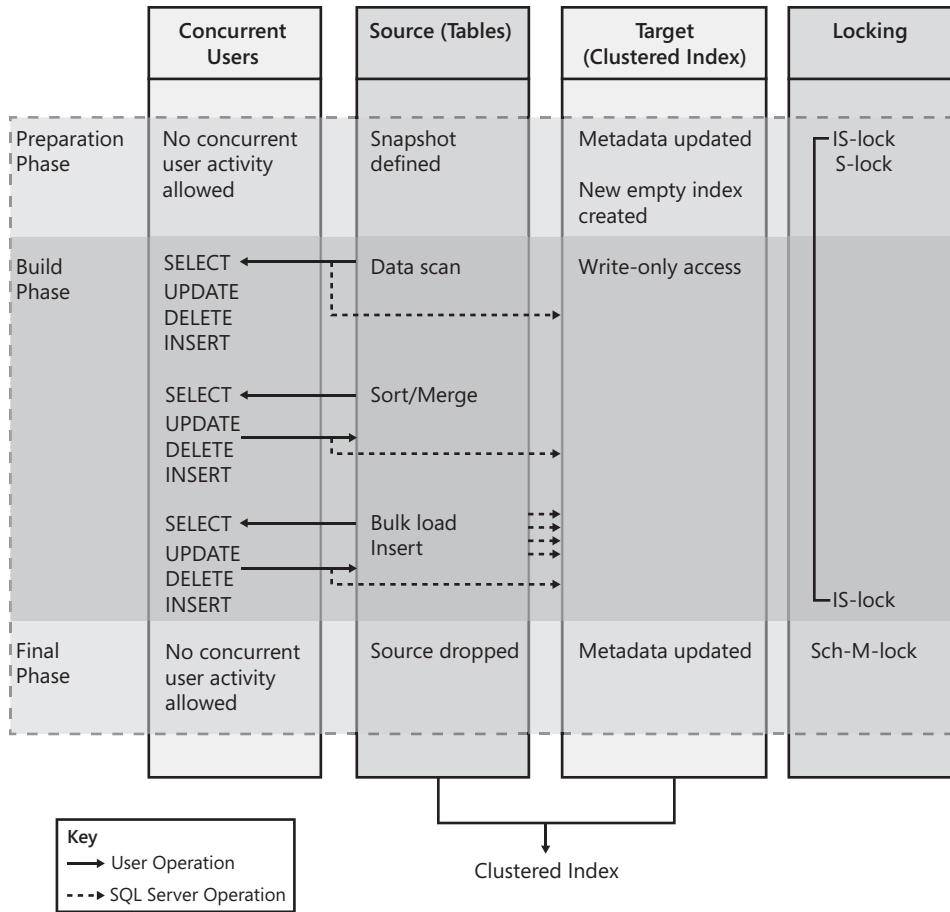 Concurrent
Users
Source (Tables)
Target
(Clustered Index)
Locking
Preparation
Phase
No concurrent
user activity
allowed
Snapshot
defined
Metadata updated
New empty index
created
IS-lock
S-lock
Build
Phase
SELECT
UPDATE
DELETE
INSERT
Data scan
Write-only access
SELECT
UPDATE
DELETE
INSERT
Sort/Merge
SELECT
UPDATE
DELETE
INSERT
Bulk load
Insert
IS-lock
Final
Phase
No concurrent
user activity
allowed
Source dropped
Metadata updated
Sch-M-lock
Key
User Operation
SQL Server Operation
Clustered Index